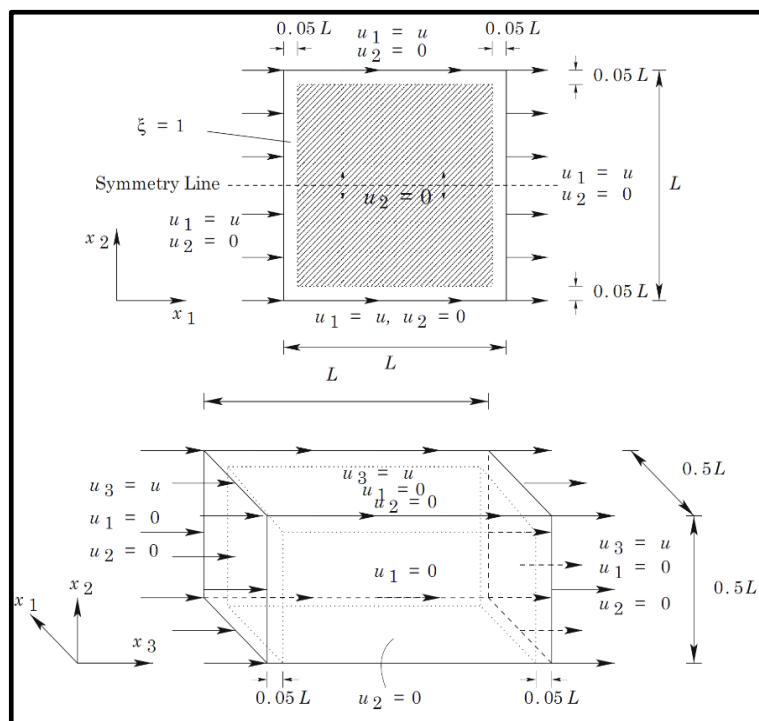 0.05 L
u 1 = u
u 2 = 0
0.05 L
0.05 L
ξ = 1
Symmetry Line
u 2 = 0
u 1 = u
u 2 = 0
L
u 1 = u
u 2 = 0
x 2
x 1
0.05 L
u 1 = u, u 2 = 0
L
L
u 3 = u
u 1 = 0
u 2 = 0
u 3 = u
u 1 = 0
u 2 = 0
0.5L
u 1 = 0
u 3 = u
u 1 = 0
u 2 = 0
0.5L
x 1
x 2
x 3
0.05 L
u 2 = 0
0.05 L